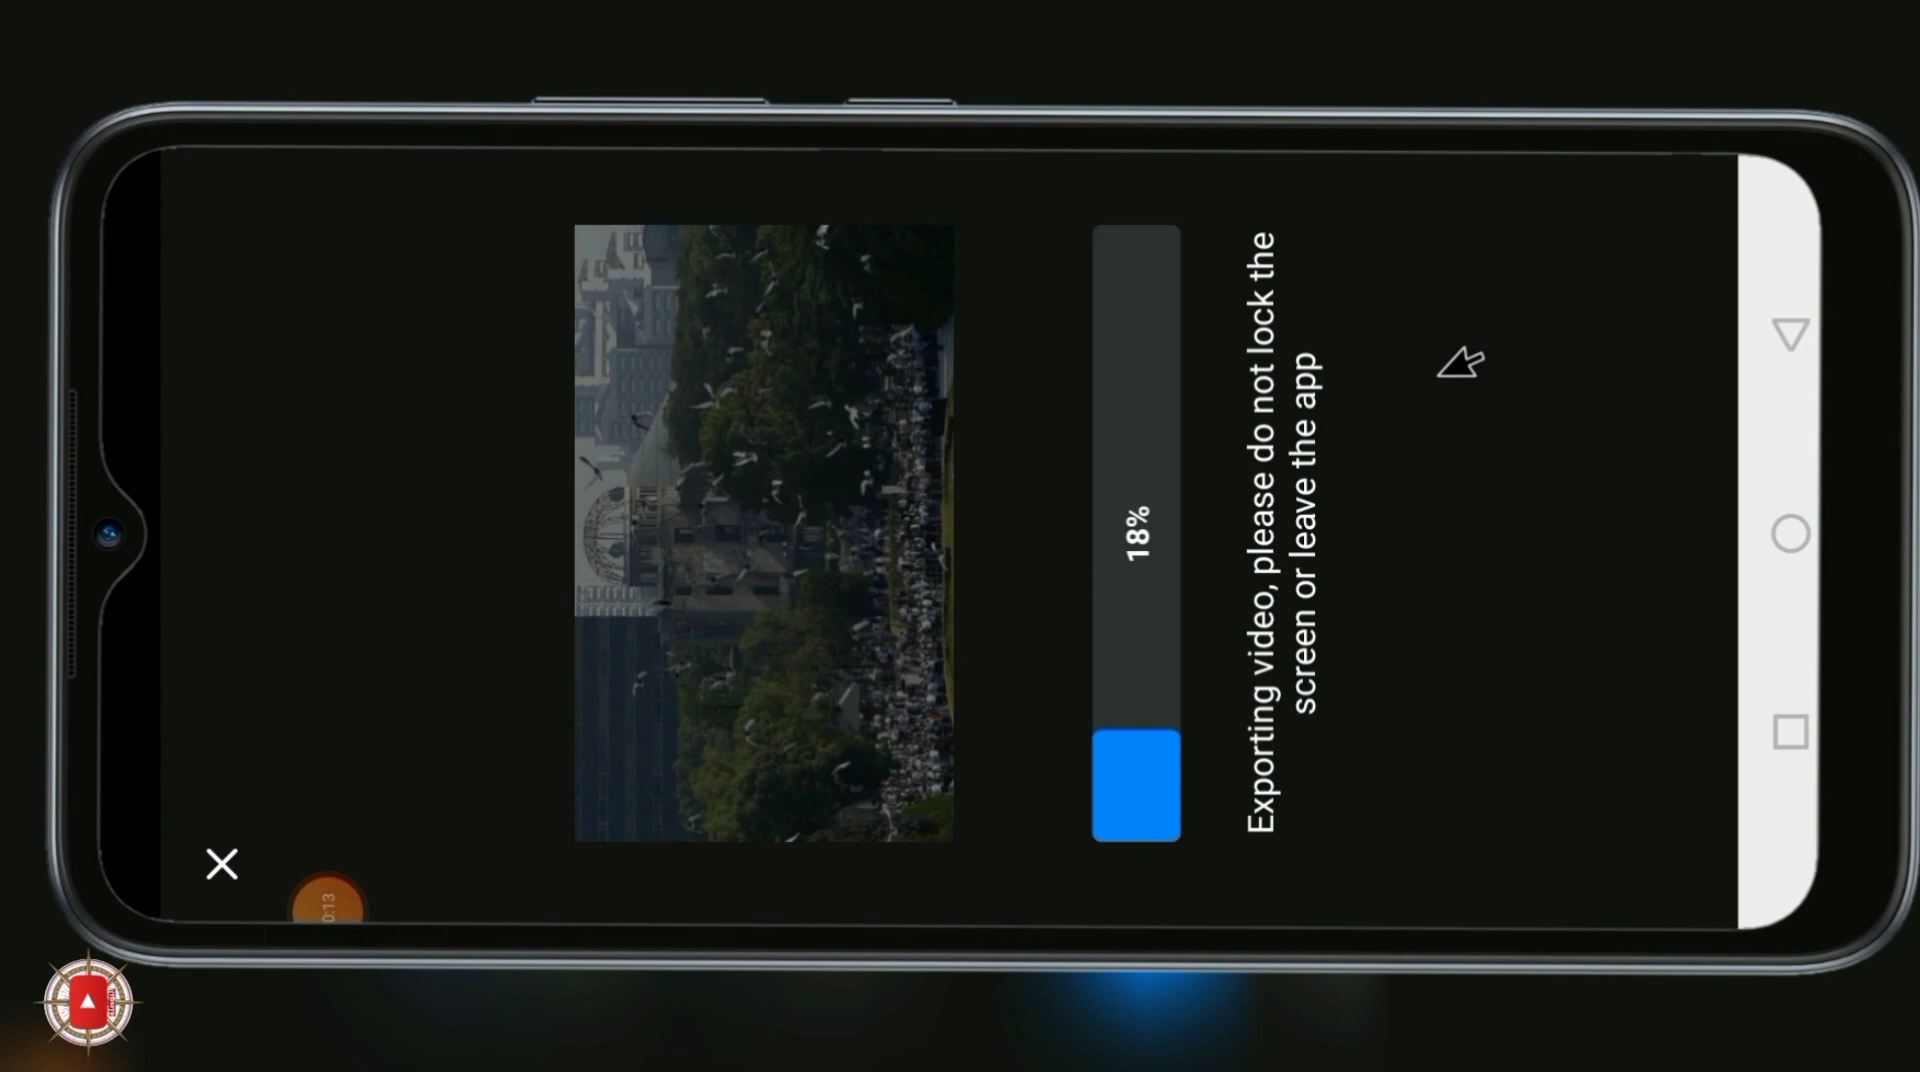 0:13
18%
Exporting video, please do not lock the
screen or leave the app